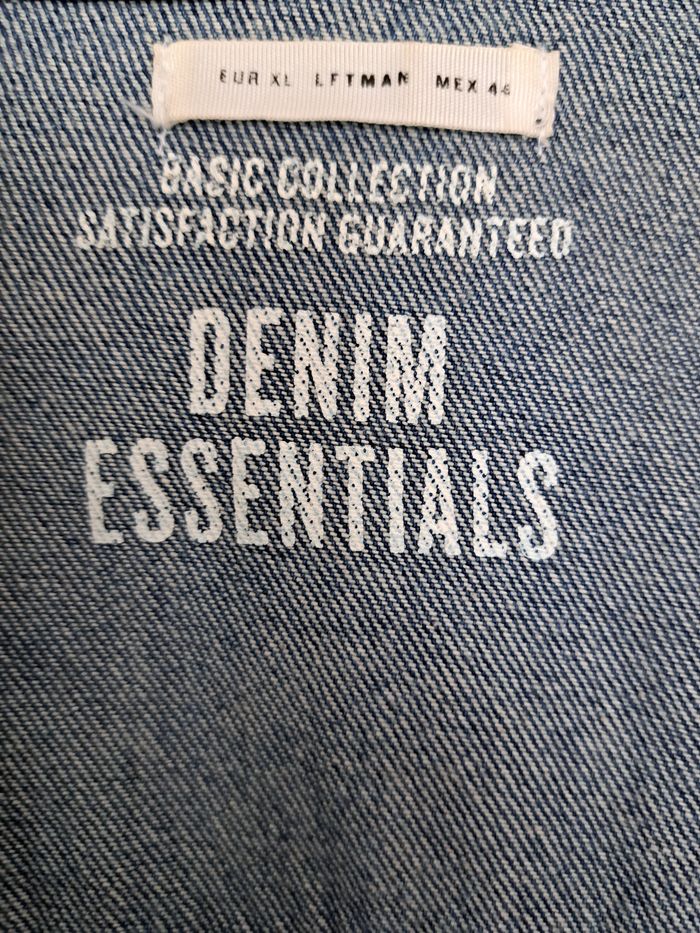 EUR XL LFTMAN MEX 44
BASIC COLLECTION
SATISFACTION GUARANTEED
DENIM
ESSENTIALS